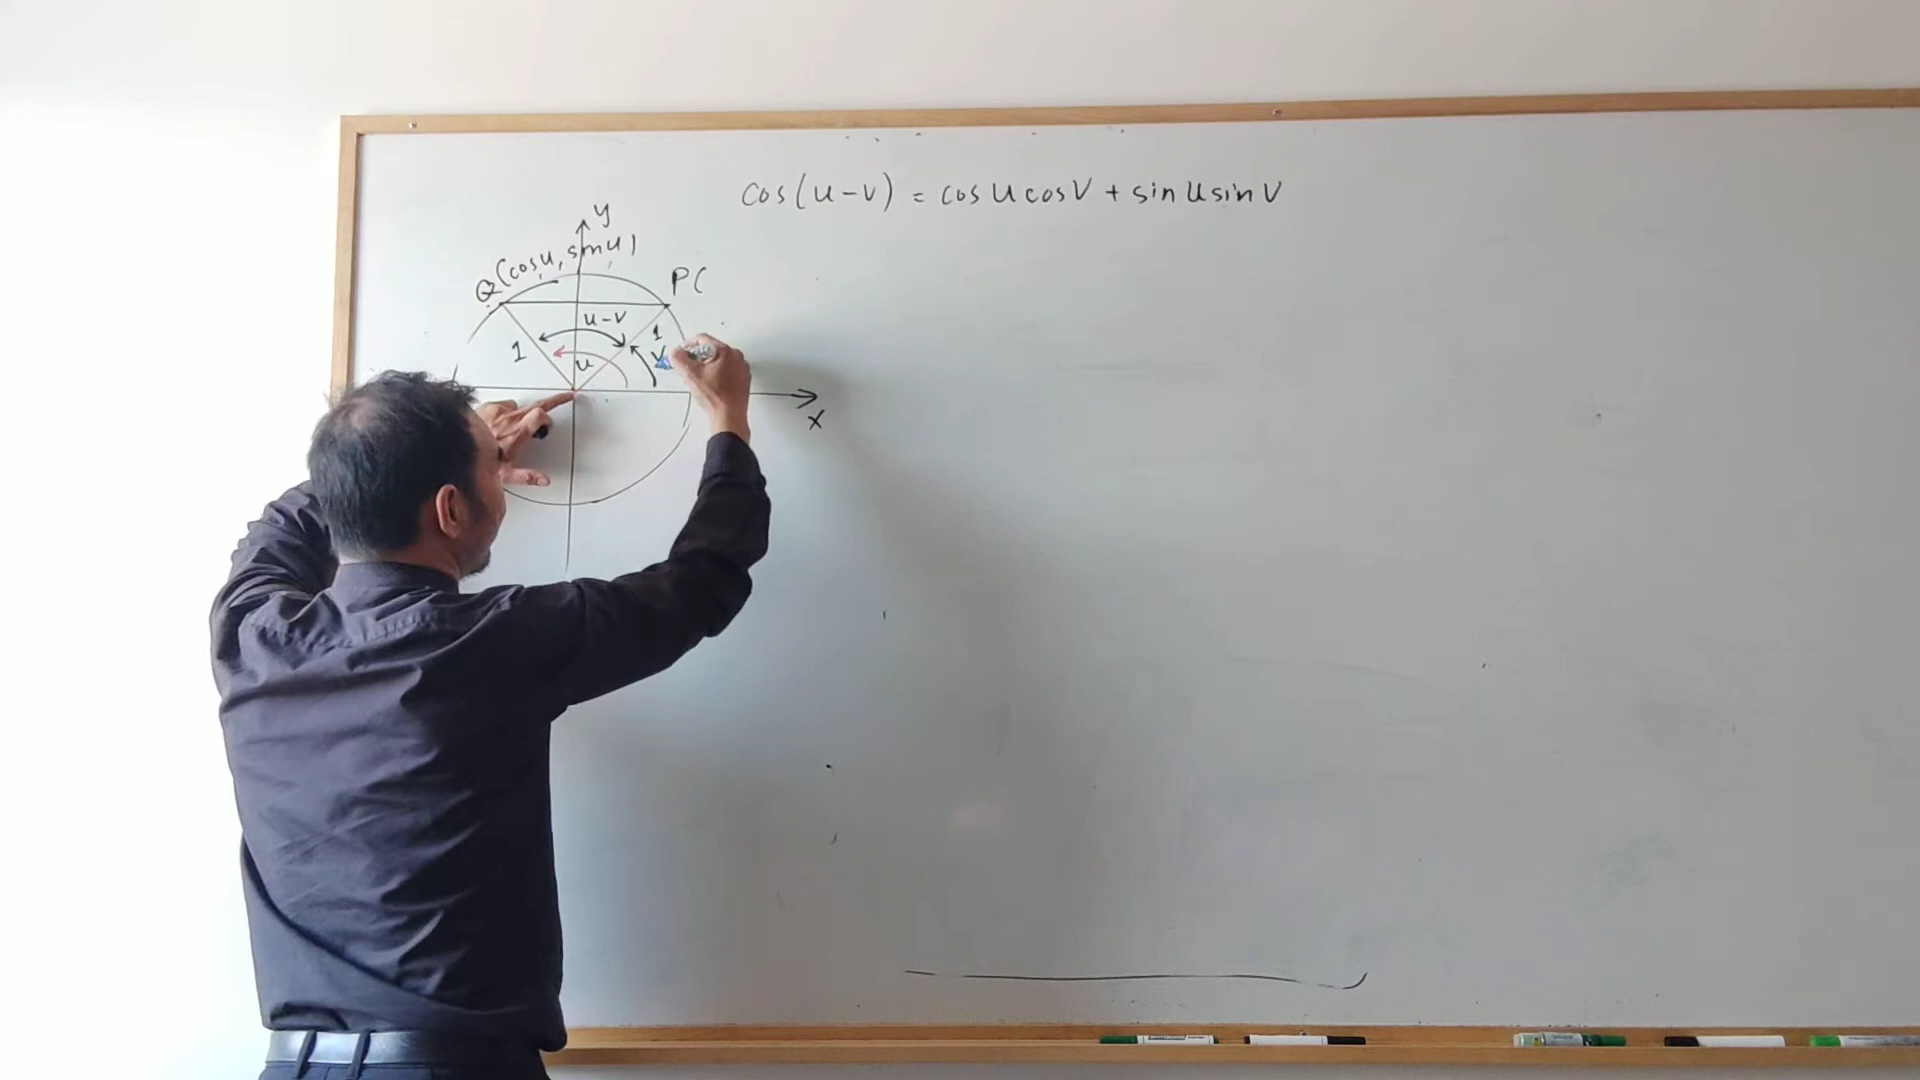 cos(u-v) = cos u cos v + sin u sin v
y
Q(cos u, sin u)
P(
u-v
1
1
u
v
x